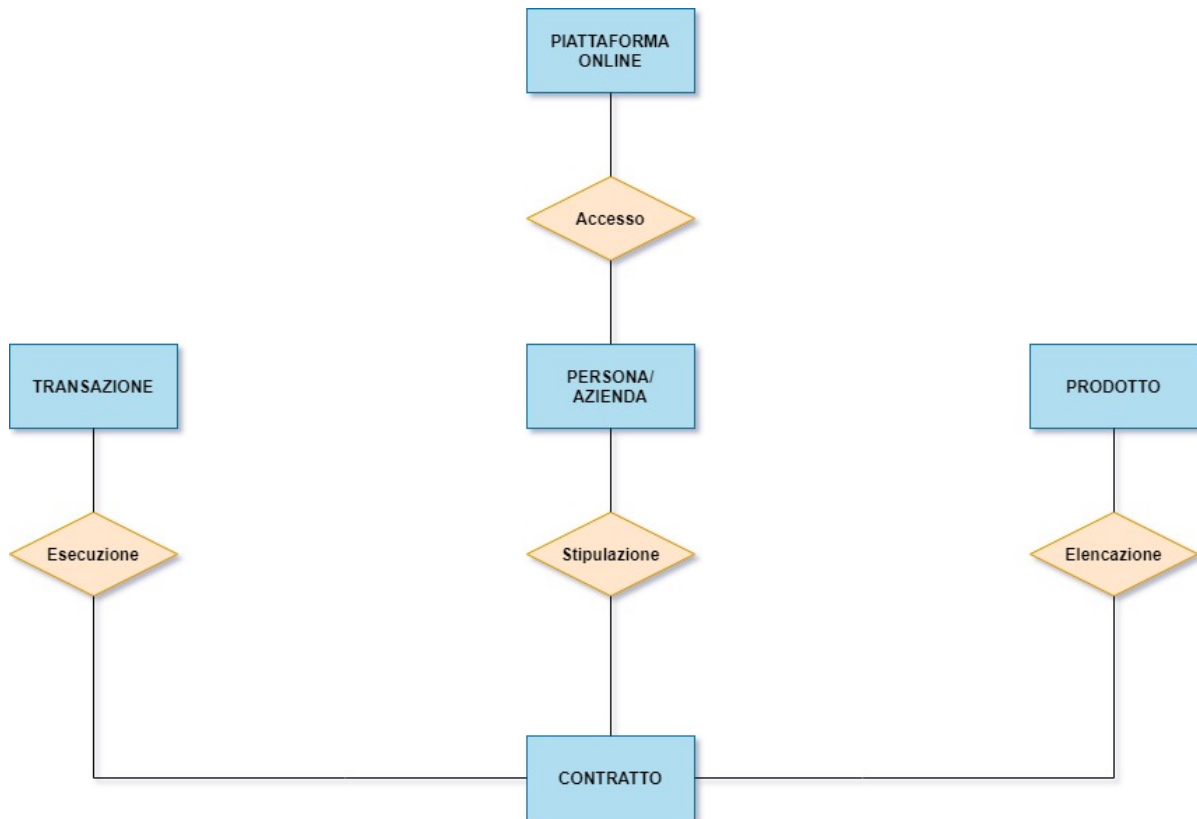 PIATTAFORMA
ONLINE
Accesso
TRANSAZIONE
PERSONA/
AZIENDA
PRODOTTO
Esecuzione
Stipulazione
Elencazione
CONTRATTO